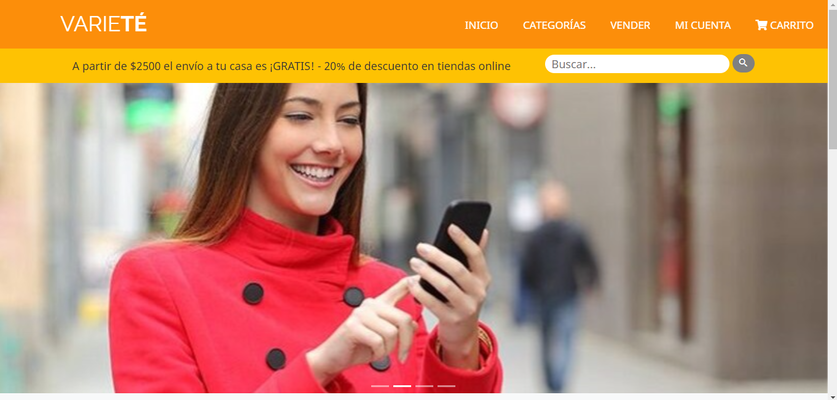 VARIETÉ
INICIO CATEGORÍAS VENDER MI CUENTA CARRITO
A partir de $2500 el envío a tu casa es ¡GRATIS! - 20% de descuento en tiendas online
Buscar...